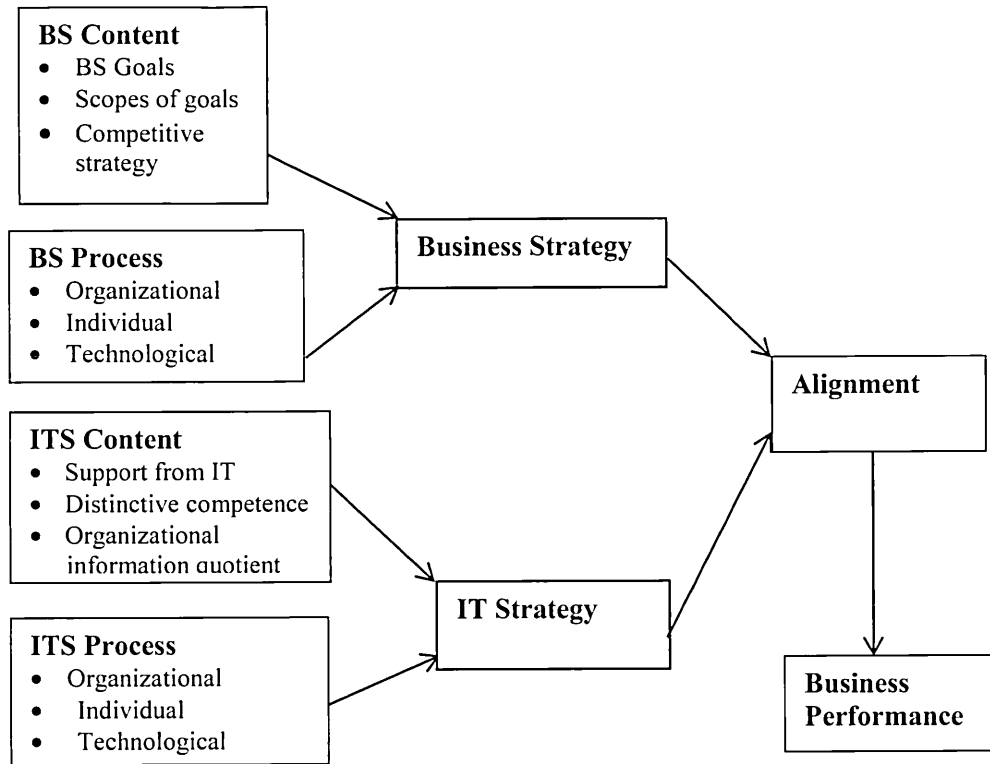 BS Content
• BS Goals
• Scopes of goals
• Competitive
strategy
BS Process
• Organizational
• Individual
• Technological
ITS Content
• Support from IT
• Distinctive competence
• Organizational
information quotient
ITS Process
• Organizational
• Individual
• Technological
Business Strategy
IT Strategy
Alignment
Business
Performance